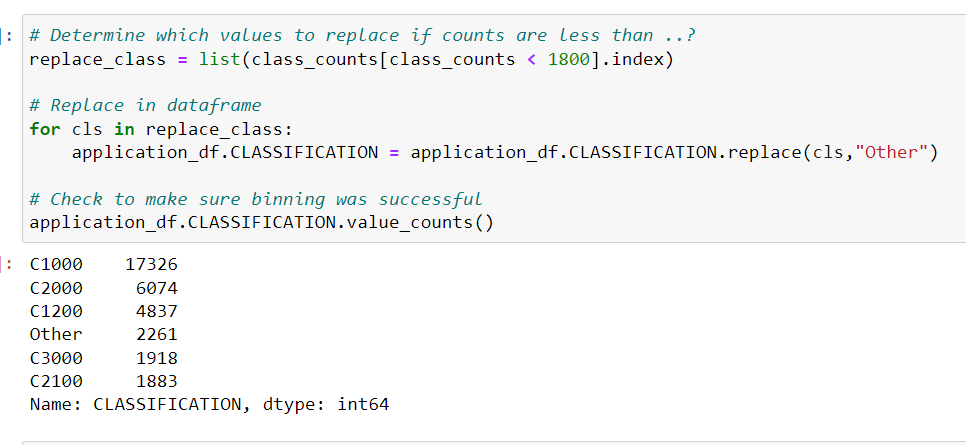 : # Determine which values to replace if counts are less than ..?
replace_class = list(class_counts[class_counts < 1800].index)
# Replace in dataframe
for cls in replace_class:
    application_df.CLASSIFICATION = application_df.CLASSIFICATION.replace(cls,"Other")
# Check to make sure binning was successful
application_df.CLASSIFICATION.value_counts()
: C1000    17326
C2000     6074
C1200     4837
Other     2261
C3000     1918
C2100     1883
Name: CLASSIFICATION, dtype: int64